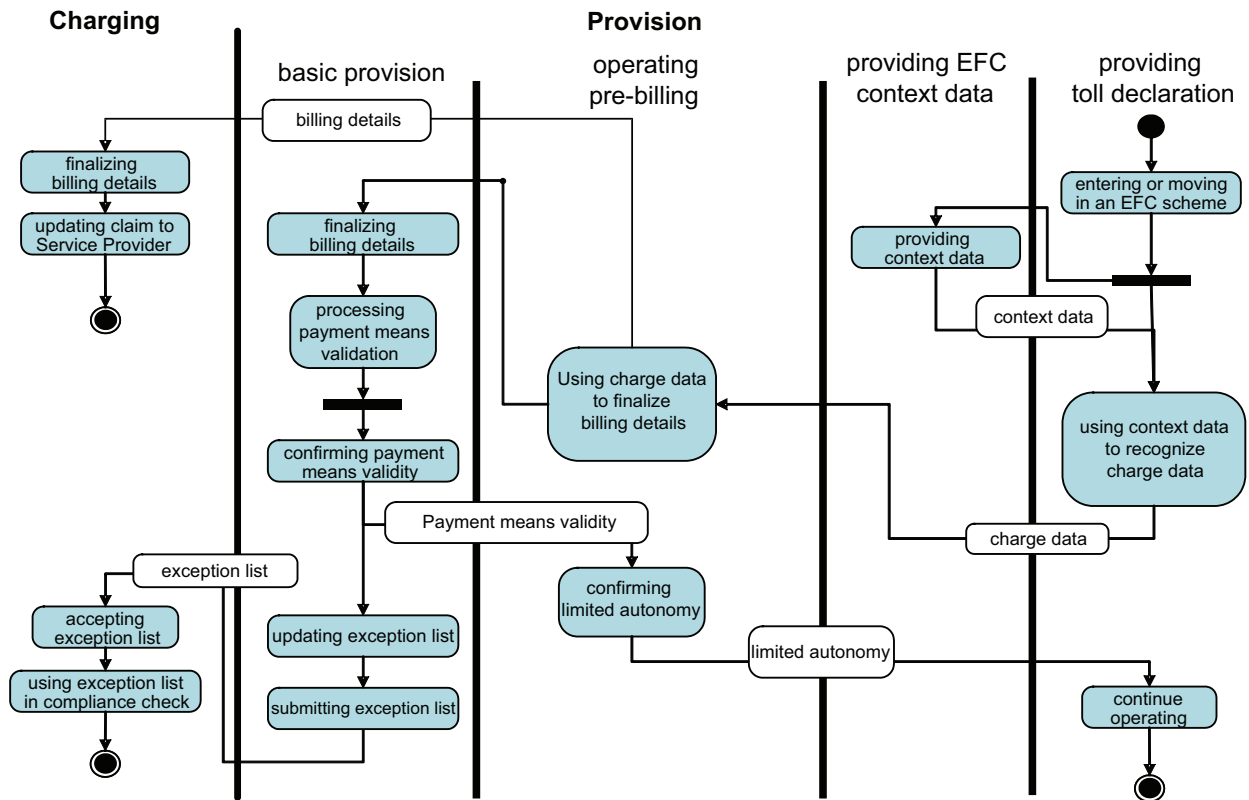 Charging
Provision
basic provision
operating
pre-billing
providing EFC
context data
providing
toll declaration
billing details
finalizing
billing details
updating claim to
Service Provider
finalizing
billing details
processing
payment means
validation
confirming payment
means validity
Using charge data
to finalize
billing details
providing
context data
entering or moving
in an EFC scheme
context data
using context data
to recognize
charge data
Payment means validity
charge data
exception list
accepting
exception list
using exception list
in compliance check
updating exception list
submitting exception list
confirming
limited autonomy
limited autonomy
continue
operating